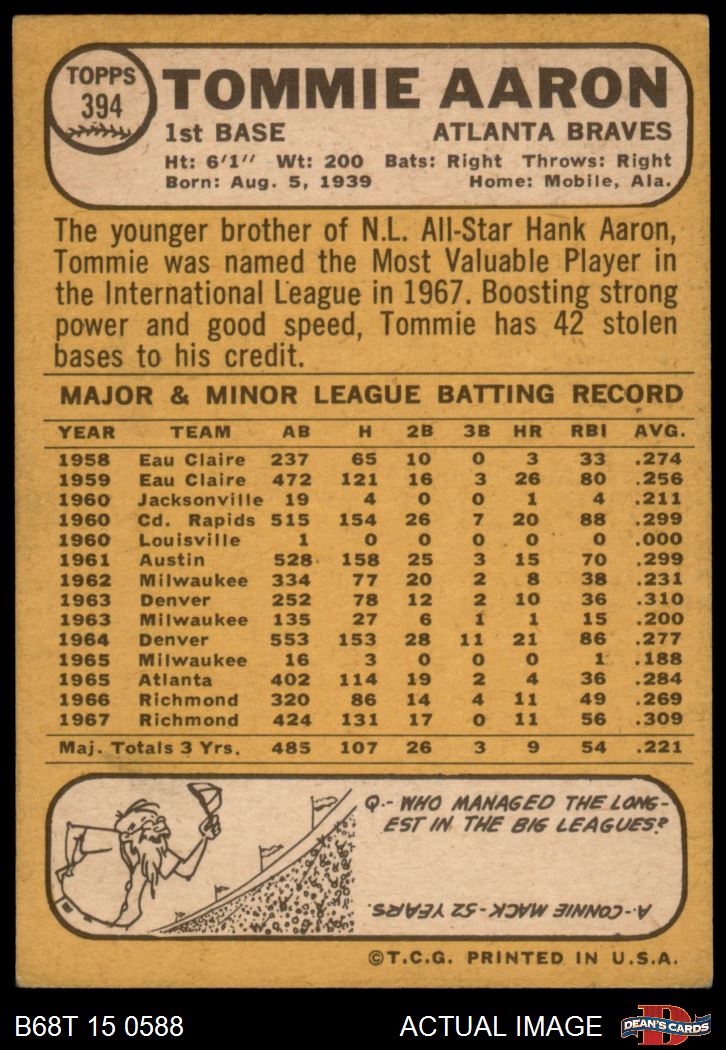 TOPPS
394
TOMMIE AARON
1st BASE ATLANTA BRAVES
Ht: 6'1" Wt: 200 Bats: Right Throws: Right
Born: Aug. 5, 1939 Home: Mobile, Ala.
The younger brother of N.L. All-Star Hank Aaron,
Tommie was named the Most Valuable Player in
the International League in 1967. Boosting strong
power and good speed, Tommie has 42 stolen
bases to his credit.
MAJOR & MINOR LEAGUE BATTING RECORD
YEAR TEAM AB H 2B 3B HR RBI AVG.
1958 Eau Claire 237 65 10 0 3 33 .274
1959 Eau Claire 472 121 16 3 26 80 .256
1960 Jacksonville 19 4 0 0 1 4 .211
1960 Cd. Rapids 515 154 26 7 20 88 .299
1960 Louisville 1 0 0 0 0 0 .000
1961 Austin 528 158 25 3 15 70 .299
1962 Milwaukee 334 77 20 2 8 38 .231
1963 Denver 252 78 12 2 10 36 .310
1963 Milwaukee 135 27 6 1 1 15 .200
1964 Denver 553 153 28 11 21 86 .277
1965 Milwaukee 16 3 0 0 0 1 .188
1965 Atlanta 402 114 19 2 4 36 .284
1966 Richmond 320 86 14 4 11 49 .269
1967 Richmond 424 131 17 0 11 56 .309
Maj. Totals 3 Yrs. 485 107 26 3 9 54 .221
Q.- WHO MANAGED THE LONG-
EST IN THE BIG LEAGUES?
A.- CONNIE MACK - 52 YEARS.
©T.C.G. PRINTED IN U.S.A.
B68T 15 0588 ACTUAL IMAGE DEAN'S CARDS